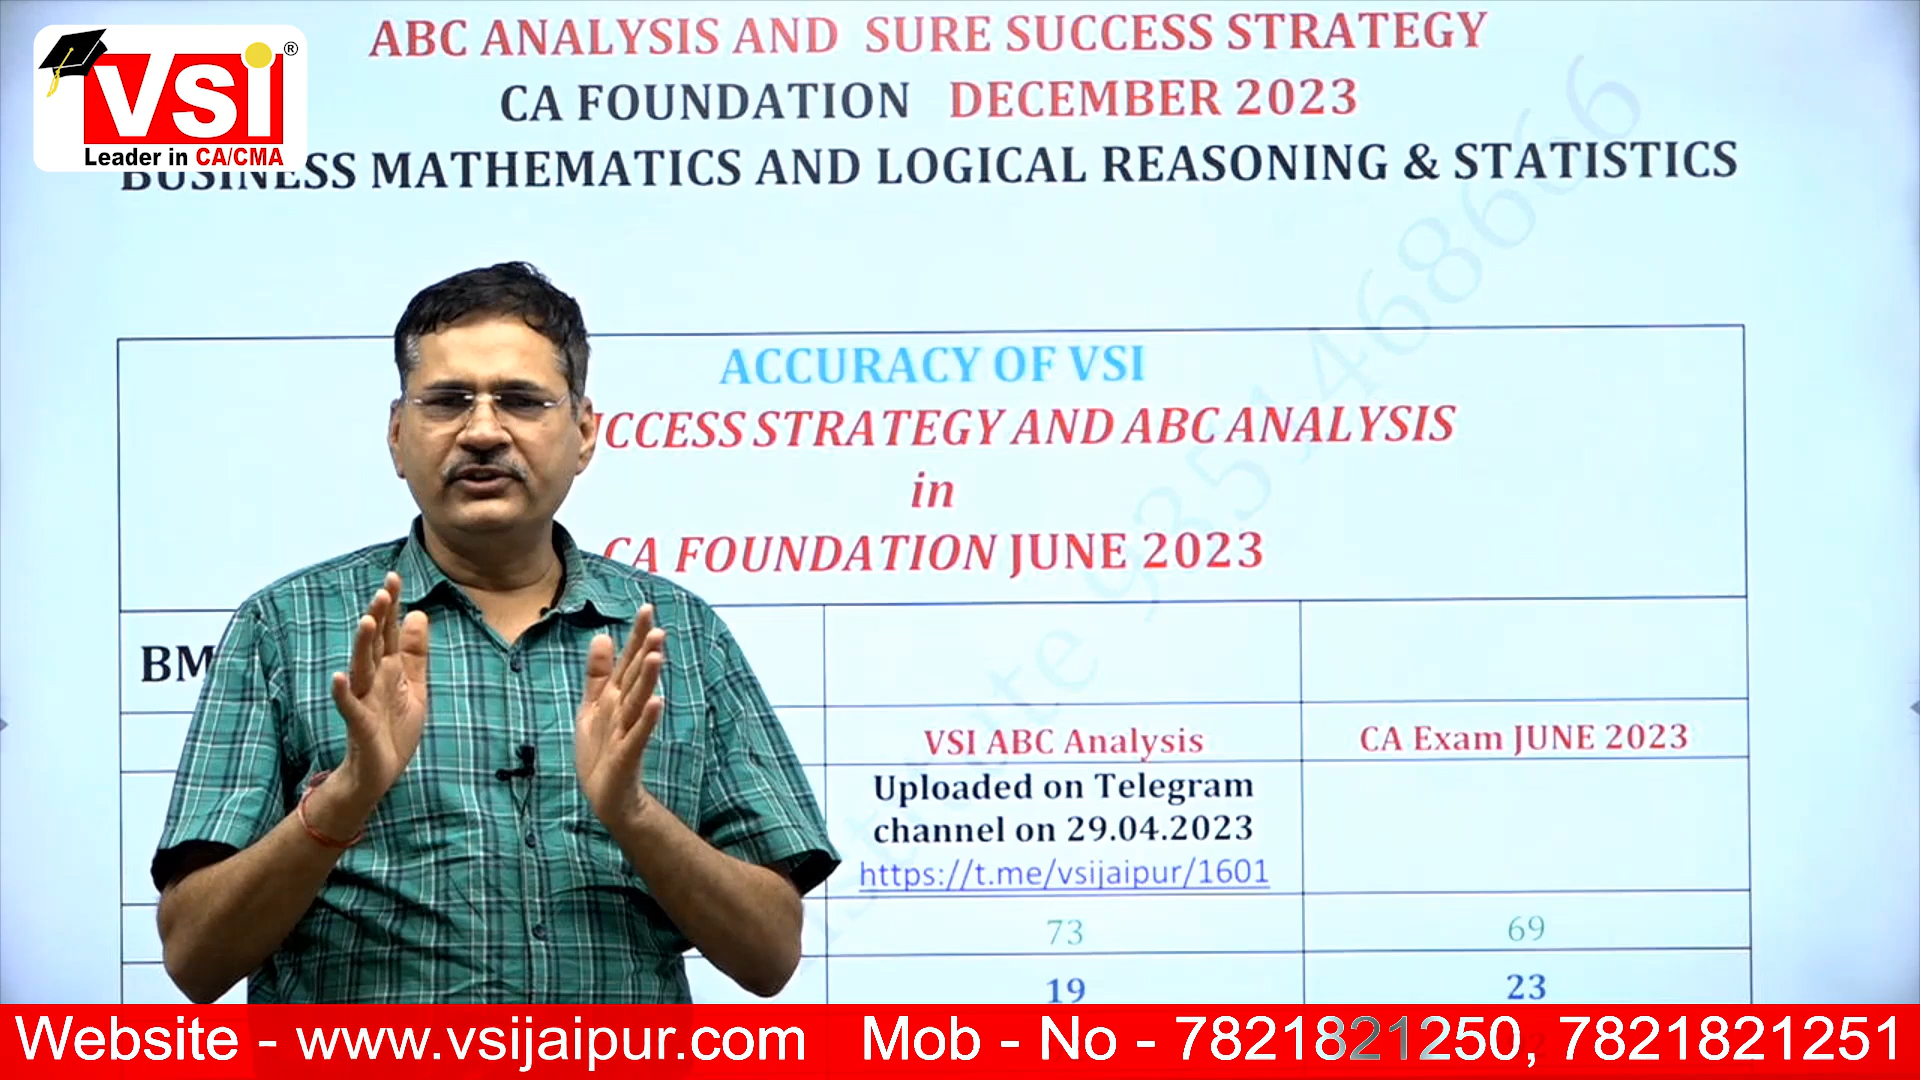 VSI ®
Leader in CA/CMA
ABC ANALYSIS AND SURE SUCCESS STRATEGY
CA FOUNDATION DECEMBER 2023
BUSINESS MATHEMATICS AND LOGICAL REASONING & STATISTICS
ACCURACY OF VSI
UCCESS STRATEGY AND ABC ANALYSIS
in
CA FOUNDATION JUNE 2023
BM
VSI ABC Analysis
CA Exam JUNE 2023
Uploaded on Telegram
channel on 29.04.2023
https://t.me/vsijaipur/1601
73 69
19 23
9351468666
Website - www.vsijaipur.com Mob - No - 7821821250, 7821821251